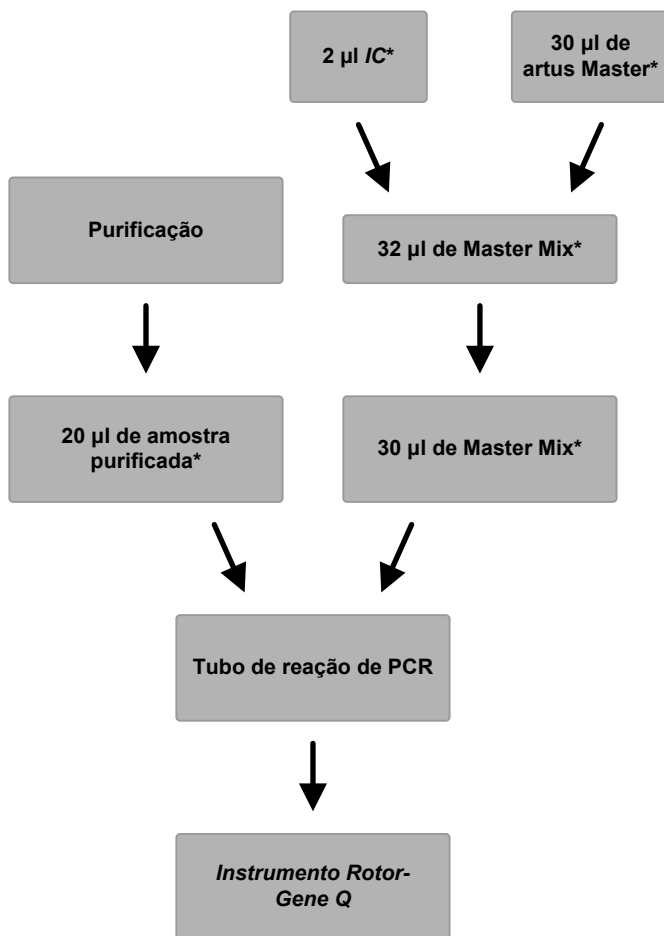 2 µl IC*
30 µl de
artus Master*
Purificação
32 µl de Master Mix*
20 µl de amostra
purificada*
30 µl de Master Mix*
Tubo de reação de PCR
Instrumento Rotor-
Gene Q